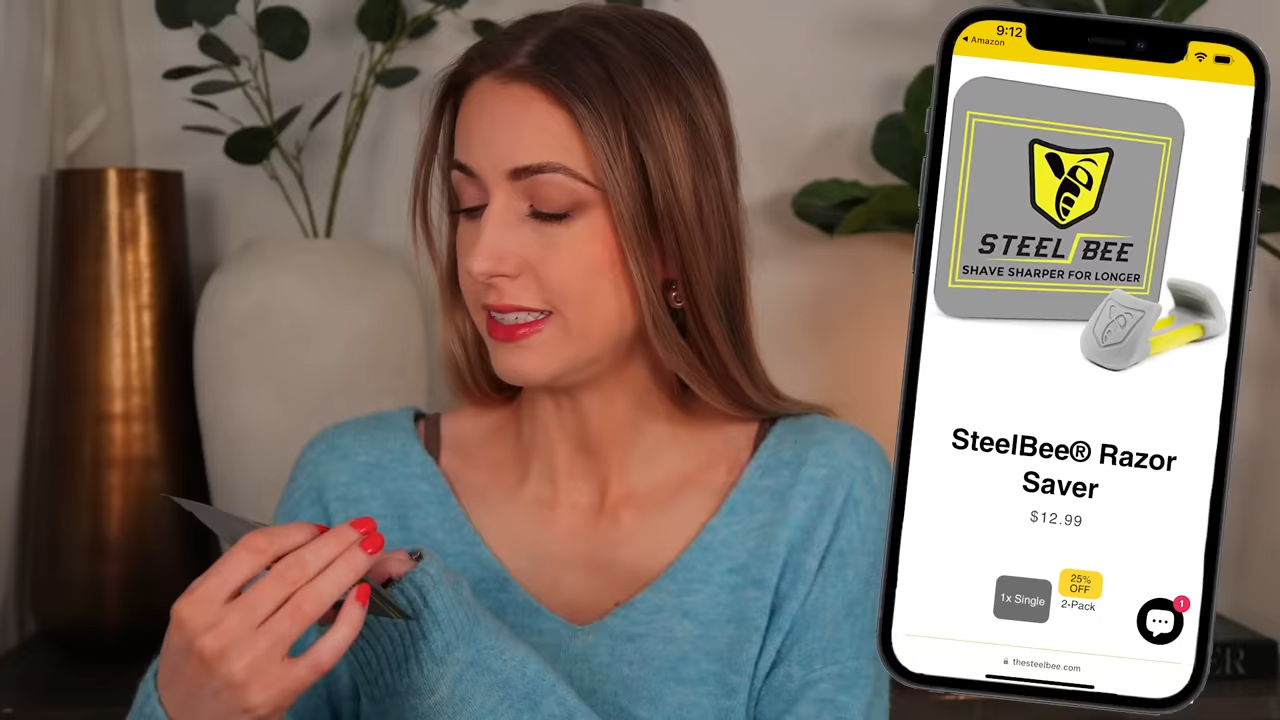 9:12
◀ Amazon
STEEL BEE
SHAVE SHARPER FOR LONGER
SteelBee® Razor
Saver
$12.99
1x Single
25%
OFF
2-Pack
1
thesteelbee.com
ER